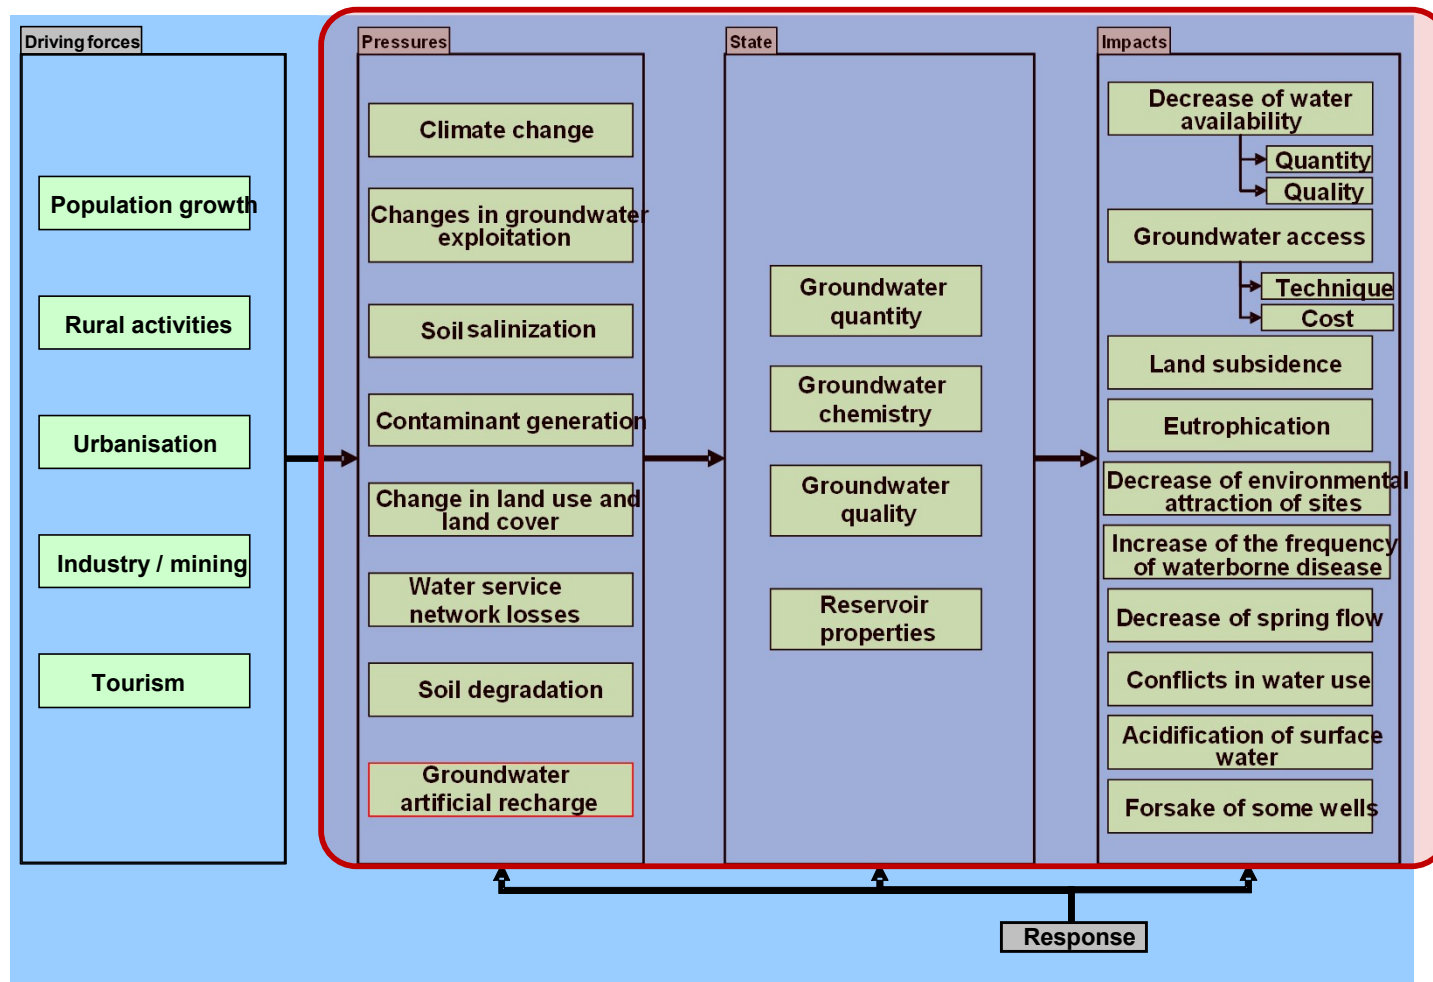 Driving forces
Population growth
Rural activities
Urbanisation
Industry / mining
Tourism
Pressures
Climate change
Changes in groundwater
exploitation
Soil salinization
Contaminant generation
Change in land use and
land cover
Water service
network losses
Soil degradation
Groundwater
artificial recharge
State
Groundwater
quantity
Groundwater
chemistry
Groundwater
quality
Reservoir
properties
Impacts
Decrease of water
availability
Quantity
Quality
Groundwater access
Technique
Cost
Land subsidence
Eutrophication
Decrease of environmental
attraction of sites
Increase of the frequency
of waterborne disease
Decrease of spring flow
Conflicts in water use
Acidification of surface
water
Forsake of some wells
Response